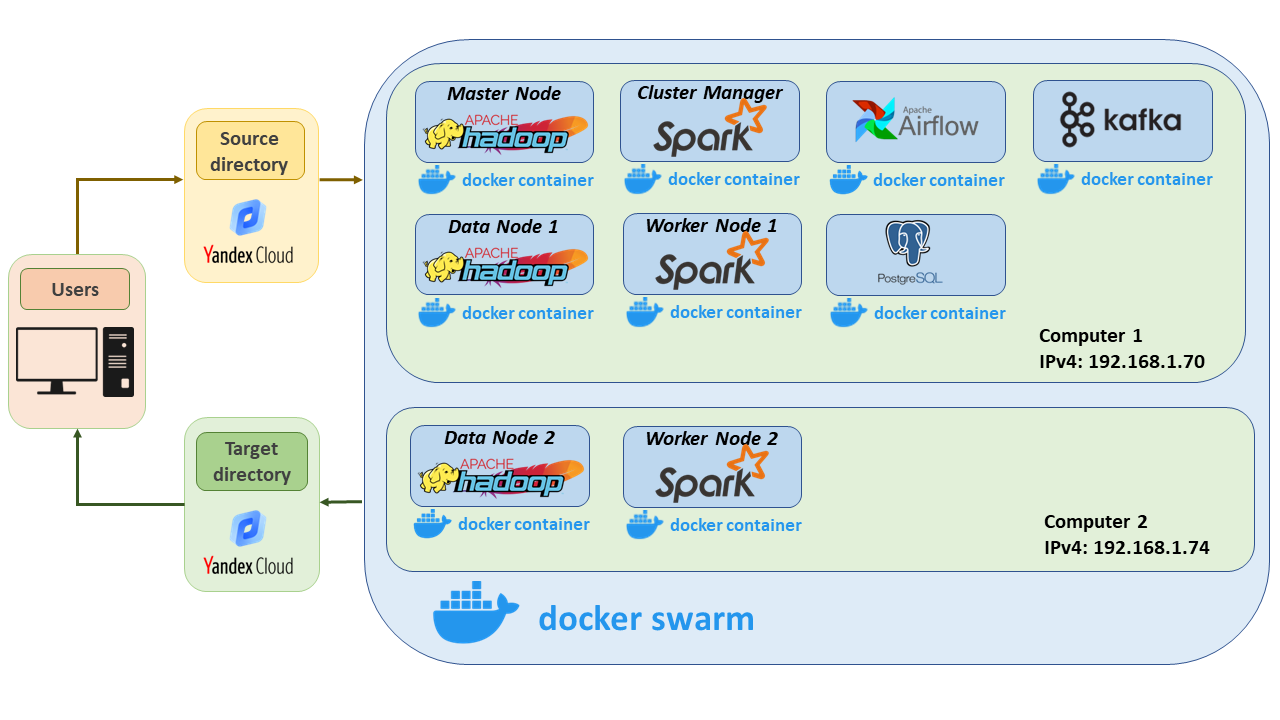 Users
Source
directory
Yandex Cloud
Target
directory
Yandex Cloud
Master Node
APACHE
hadoop
docker container
Cluster Manager
Spark
docker container
Apache
Airflow
docker container
kafka
docker container
Data Node 1
APACHE
hadoop
docker container
Worker Node 1
Spark
docker container
PostgreSQL
docker container
Computer 1
IPv4: 192.168.1.70
Data Node 2
APACHE
hadoop
docker container
Worker Node 2
Spark
docker container
Computer 2
IPv4: 192.168.1.74
docker swarm